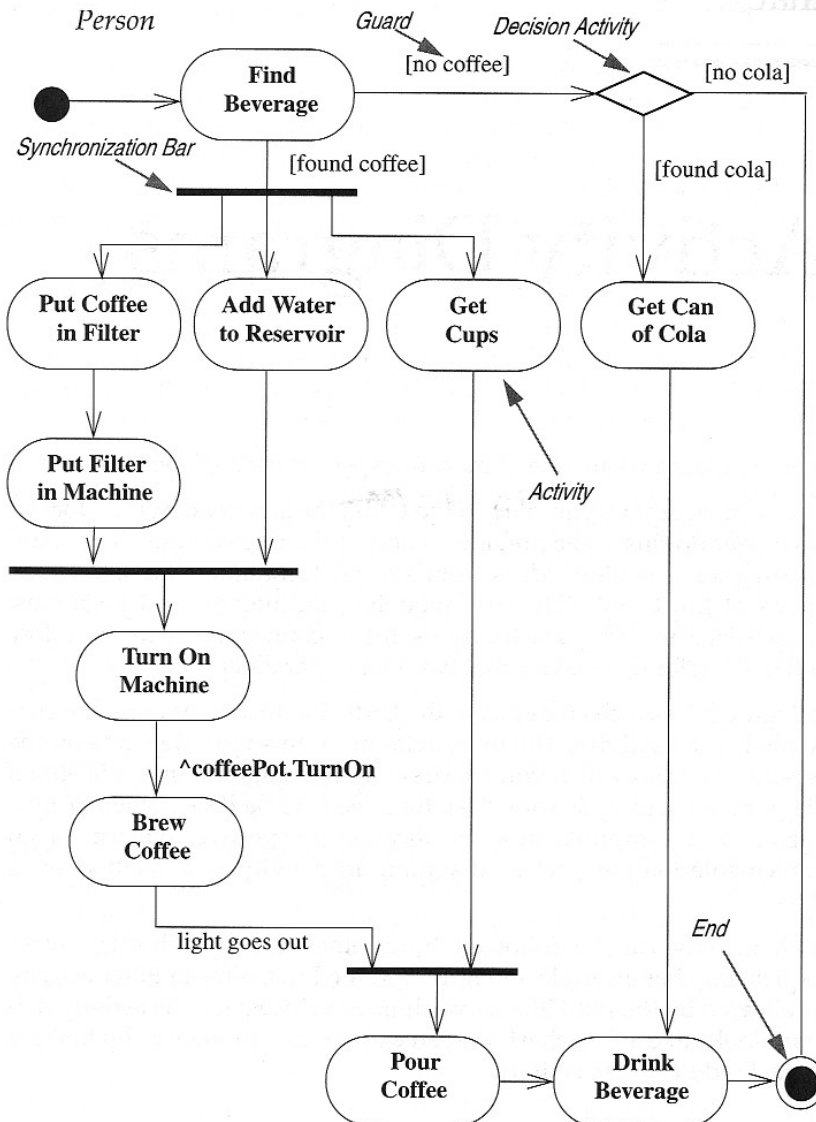 Person
Guard
Decision Activity
[no coffee]
[no cola]
Find
Beverage
Synchronization Bar
[found coffee]
[found cola]
Put Coffee
in Filter
Add Water
to Reservoir
Get
Cups
Get Can
of Cola
Put Filter
in Machine
Activity
Turn On
Machine
^coffeePot.TurnOn
Brew
Coffee
light goes out
End
Pour
Coffee
Drink
Beverage